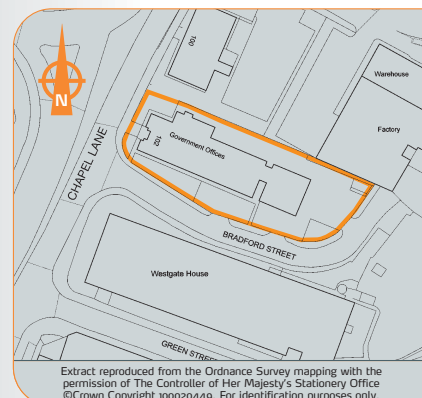 100
Warehouse
N
Factory
CHAPEL LANE
102
Government Offices
BRADFORD STREET
Westgate House
GREEN STREE
Extract reproduced from the Ordnance Survey mapping with the
permission of The Controller of Her Majesty's Stationery Office
©Crown Copyright 100020449. For identification purposes only